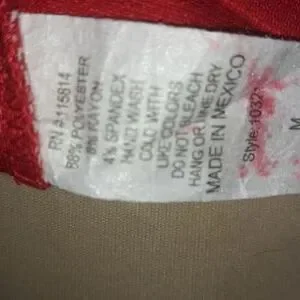 RN #115814
88% POLYESTER
8% RAYON
4% SPANDEX
HAND WASH
COLD WITH
LIKE COLORS
DO NOT BLEACH
HANG OR LINE DRY
MADE IN MEXICO
Style:
M